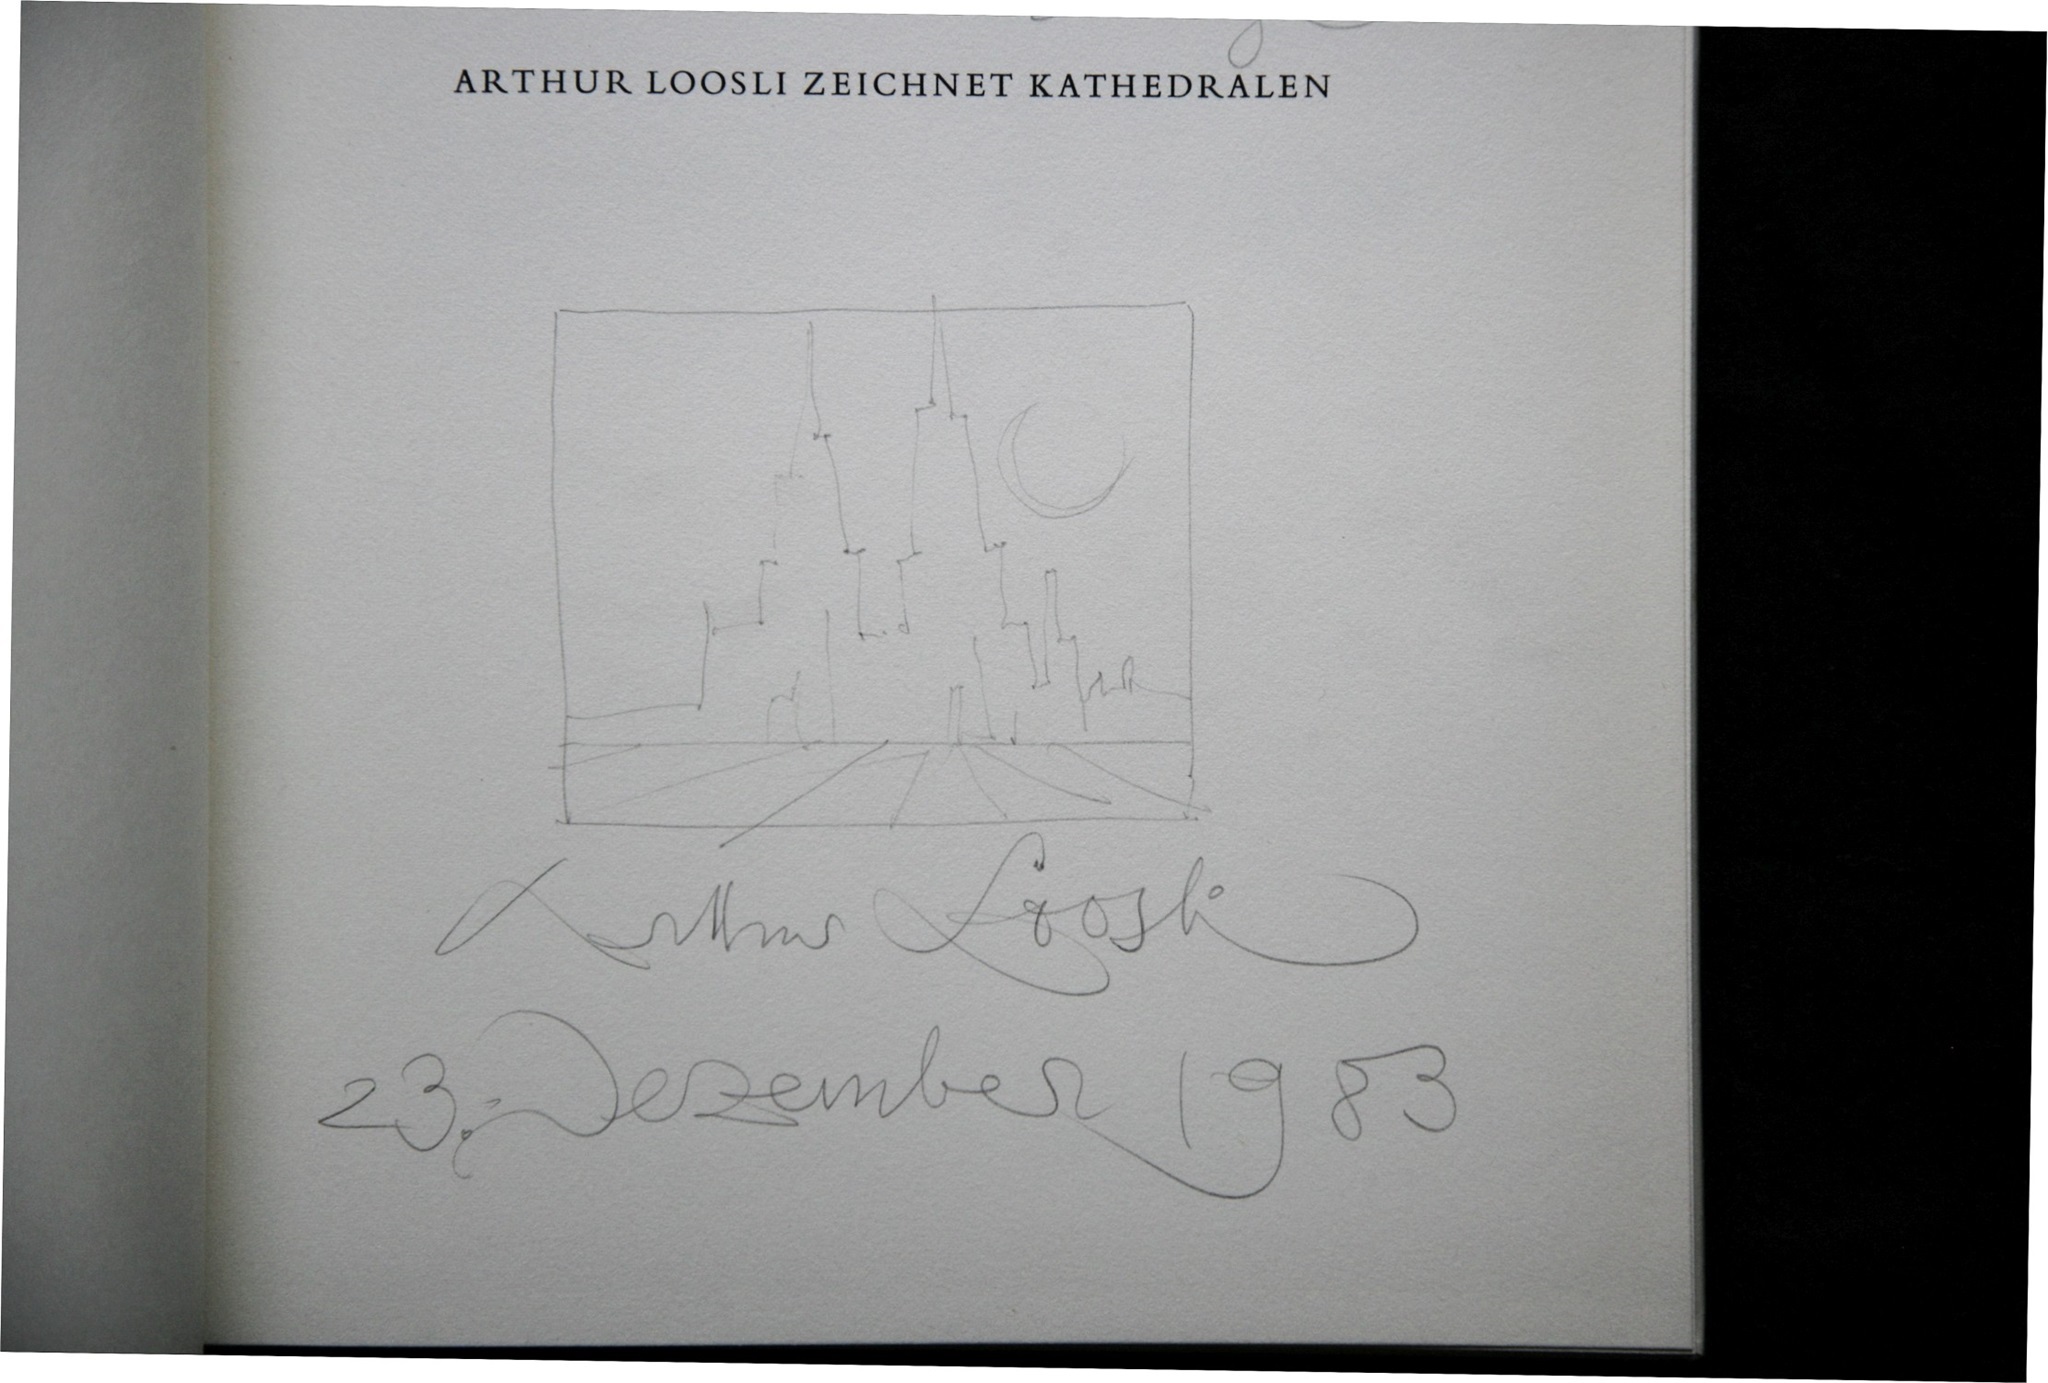 ARTHUR LOOSLI ZEICHNET KATHEDRALEN
Arthur Loosli
23. Dezember 1983